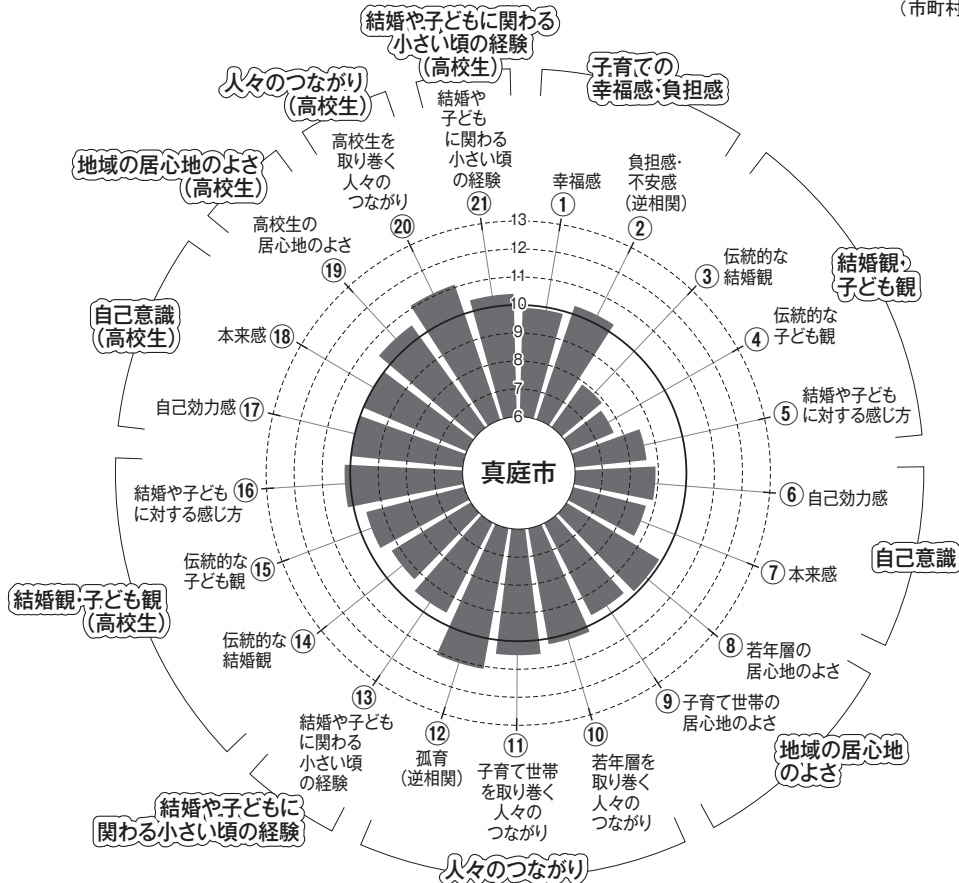 （市町村
結婚や子どもに関わる
小さい頃の経験
（高校生）
子育ての
幸福感・負担感
人々のつながり
（高校生）
地域の居心地のよさ
（高校生）
自己意識
（高校生）
結婚観・子ども観
（高校生）
結婚や子どもに
関わる小さい頃の経験
人々のつながり
地域の居心地
のよさ
自己意識
結婚観・
子ども観
幸福感
①
負担感・
不安感
（逆相関）
②
③ 伝統的な
結婚観
④ 伝統的な
子ども観
⑤ 結婚や子ども
に対する感じ方
⑥ 自己効力感
⑦ 本来感
⑧ 若年層の
居心地のよさ
⑨ 子育て世帯の
居心地のよさ
⑩
若年層を
取り巻く
人々の
つながり
⑪
子育て世帯
を取り巻く
人々の
つながり
⑫
孤育
（逆相関）
⑬
結婚や子ども
に関わる
小さい頃
の経験
伝統的な ⑭
結婚観
伝統的な ⑮
子ども観
結婚や子ども ⑯
に対する感じ方
自己効力感 ⑰
本来感 ⑱
高校生の
居心地のよさ
⑲
高校生を
取り巻く
人々の
つながり
⑳
結婚や
子ども
に関わる
小さい頃
の経験
㉑
13
12
11
10
9
8
7
6
真庭市